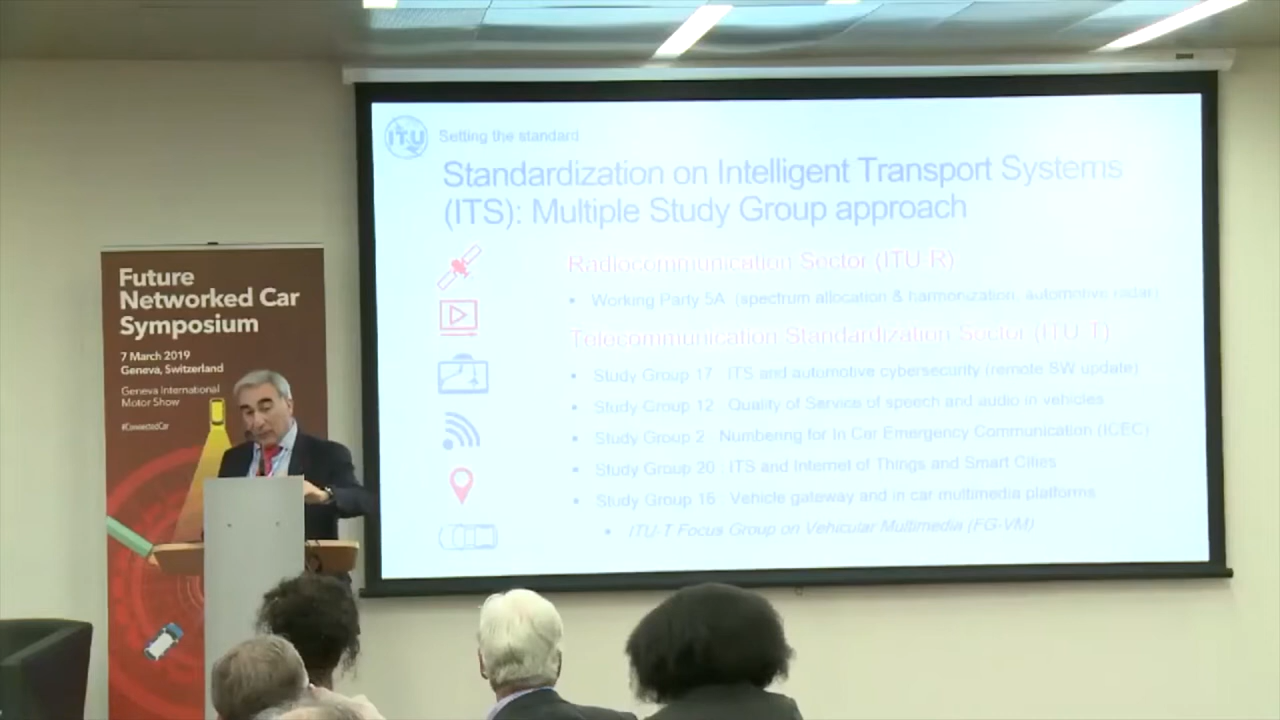 ITU
Setting the standard
Standardization on Intelligent Transport Systems
(ITS): Multiple Study Group approach
Radiocommunication Sector (ITU-R)
• Working Party 5A (spectrum allocation & harmonization, automotive radar)
Telecommunication Standardization Sector (ITU-T)
• Study Group 17 ITS and automotive cybersecurity (remote SW update)
• Study Group 12 Quality of Service of speech and audio in vehicles
• Study Group 2 Numbering for In Car Emergency Communication (ICEC)
• Study Group 20 ITS and Internet of Things and Smart Cities
• Study Group 16 Vehicle gateway and in car multimedia platforms
• ITU-T Focus Group on Vehicular Multimedia (FG-VM)
Future
Networked Car
Symposium
7 March 2019
Geneva, Switzerland
Geneva International
Motor Show
#ConnectedCar